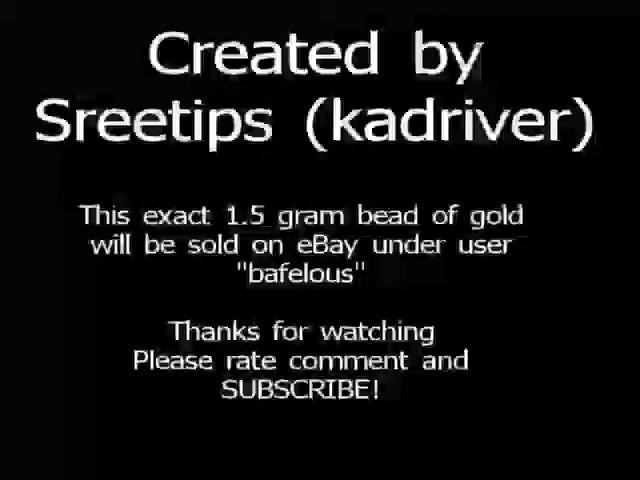 Created by
Sreetips (kadriver)
This exact 1.5 gram bead of gold
will be sold on eBay under user
"bafelous"
Thanks for watching
Please rate comment and
SUBSCRIBE!